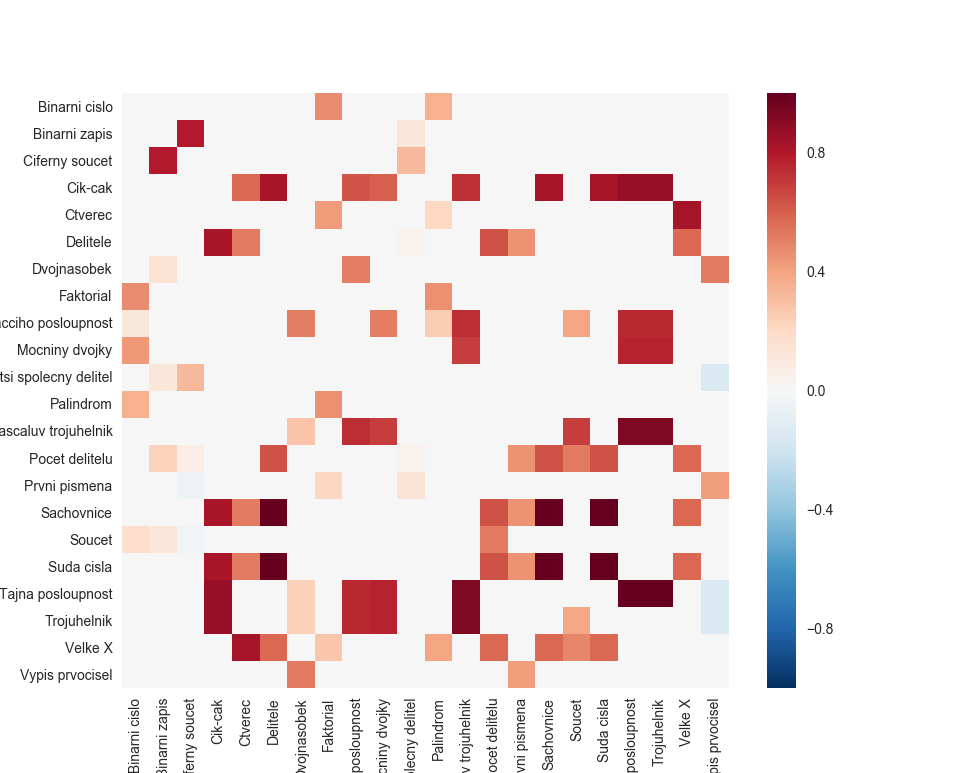 Binarni cislo
Binarni zapis
Ciferny soucet
Cik-cak
Ctverec
Delitele
Dvojnasobek
Faktorial
acciho posloupnost
Mocniny dvojky
tsi spolecny delitel
Palindrom
ascaluv trojuhelnik
Pocet delitelu
Prvni pismena
Sachovnice
Soucet
Suda cisla
Tajna posloupnost
Trojuhelnik
Velke X
Vypis prvocisel
Binarni cislo
Binarni zapis
ferny soucet
Cik-cak
Ctverec
Delitele
Dvojnasobek
Faktorial
posloupnost
cniny dvojky
olecny delitel
Palindrom
v trojuhelnik
ocet delitelu
vni pismena
Sachovnice
Soucet
Suda cisla
posloupnost
Trojuhelnik
Velke X
pis prvocisel
0.8
0.4
0.0
−0.4
−0.8